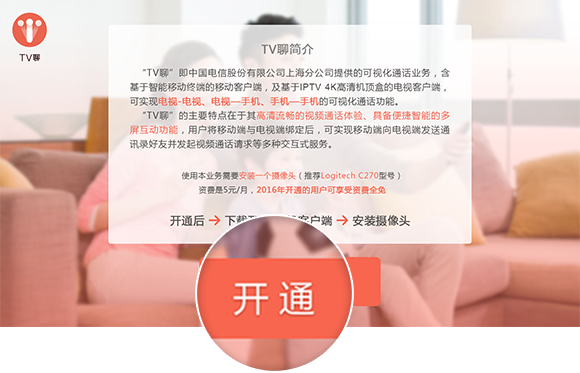 TV聊
TV聊简介
“TV聊”即中国电信股份有限公司上海分公司提供的可视化通话业务，含
基于智能移动终端的移动客户端，及基于IPTV 4K高清机顶盒的电视客户端，
可实现电视-电视、电视—手机、手机—手机的可视化通话功能。
“TV聊”的主要特点在于其高清流畅的视频通话体验、具备便捷智能的多
屏互动功能，用户将移动端与电视端绑定后，可实现移动端向电视端发送通
讯录好友并发起视频通话请求等多种交互式服务。
使用本业务需要安装一个摄像头（推荐Logitech C270型号）
资费是5元/月，2016年开通的用户可享受资费全免
开通后 → 下载 客户端 → 安装摄像头
开通